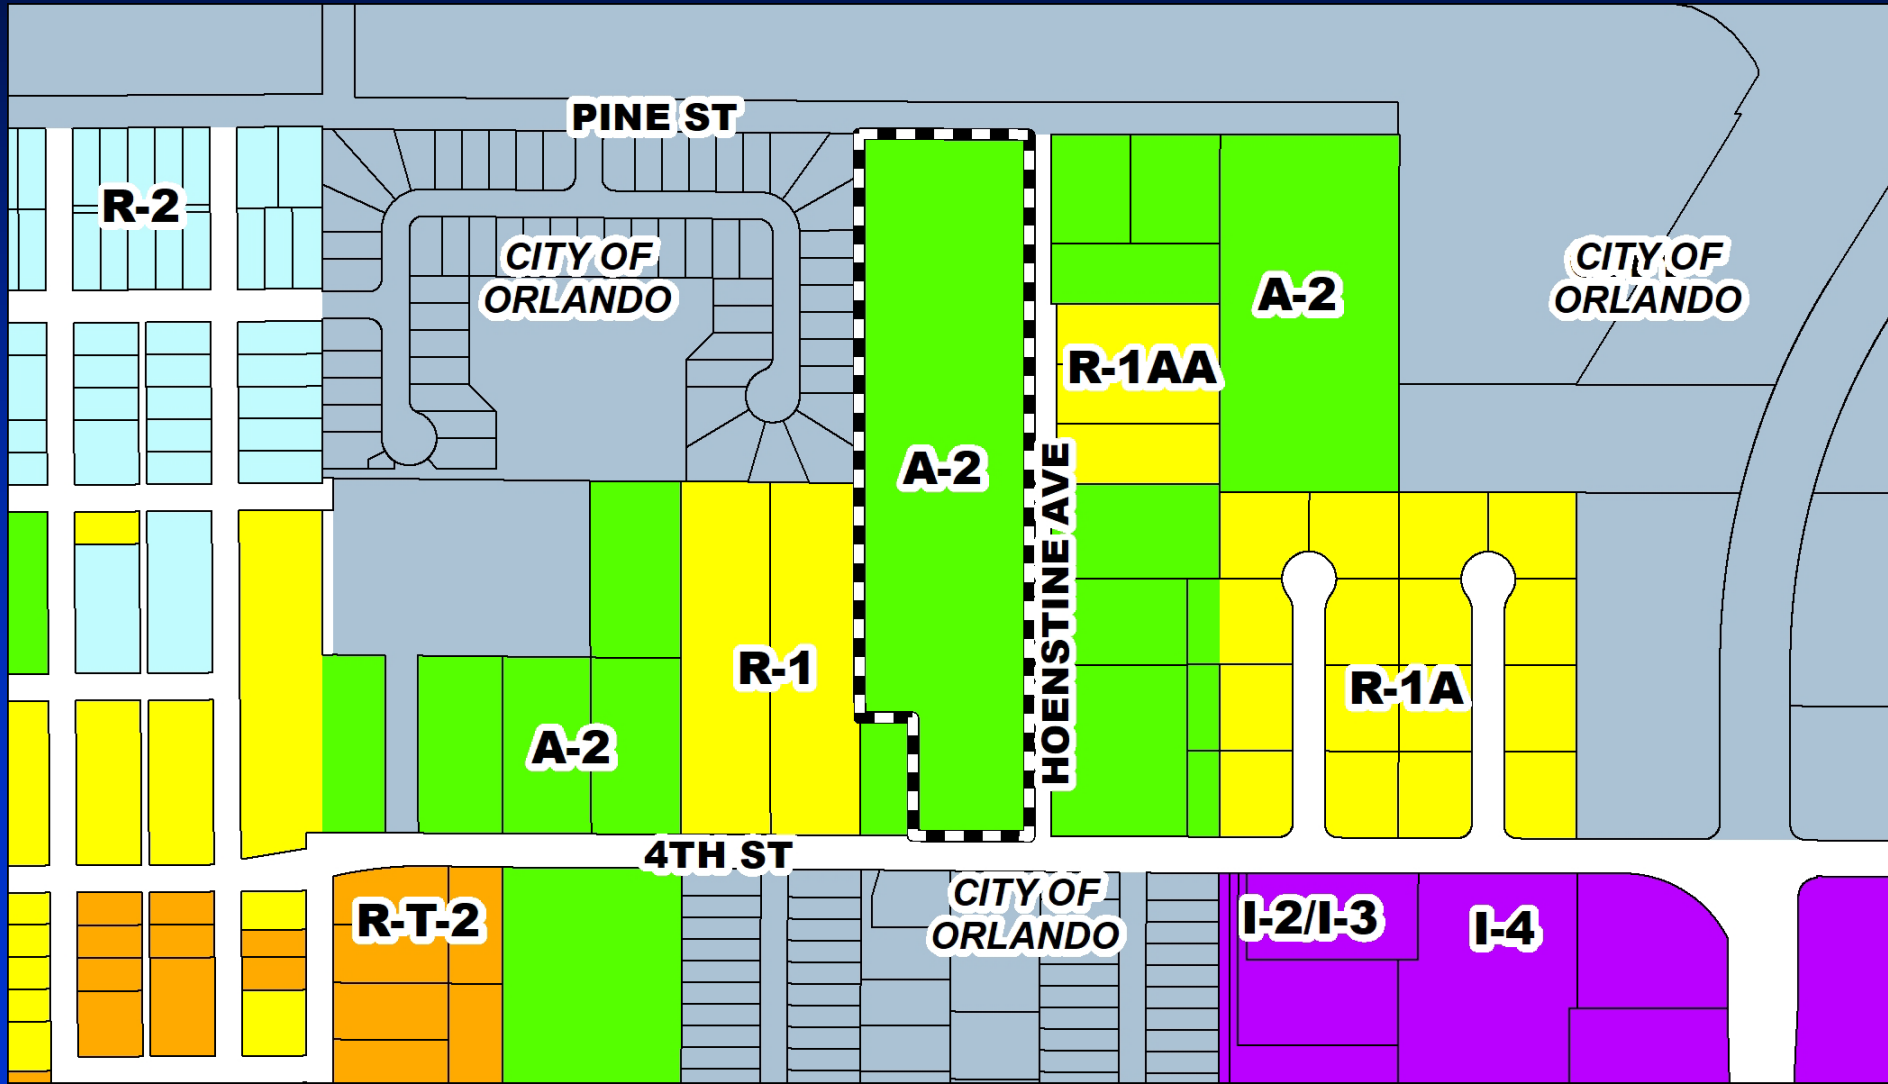 PINE ST
R-2
CITY OF
ORLANDO
A-2
CITY OF
ORLANDO
R-1AA
A-2
HOENSTINE AVE
R-1
R-1A
A-2
4TH ST
R-T-2
CITY OF
ORLANDO
I-2/I-3
I-4